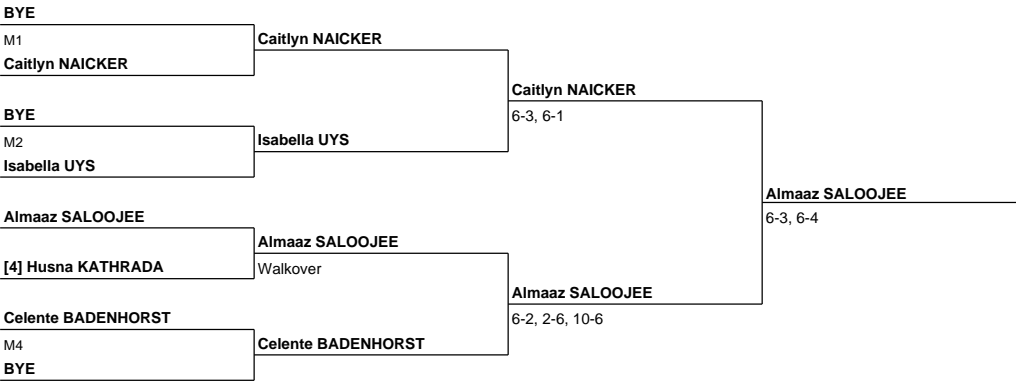 BYE
M1
Caitlyn NAICKER
Caitlyn NAICKER
BYE
M2
Isabella UYS
Isabella UYS
Caitlyn NAICKER
6-3, 6-1
Almaaz SALOOJEE
[4] Husna KATHRADA
Almaaz SALOOJEE
Walkover
Celente BADENHORST
M4
BYE
Celente BADENHORST
Almaaz SALOOJEE
6-2, 2-6, 10-6
Almaaz SALOOJEE
6-3, 6-4